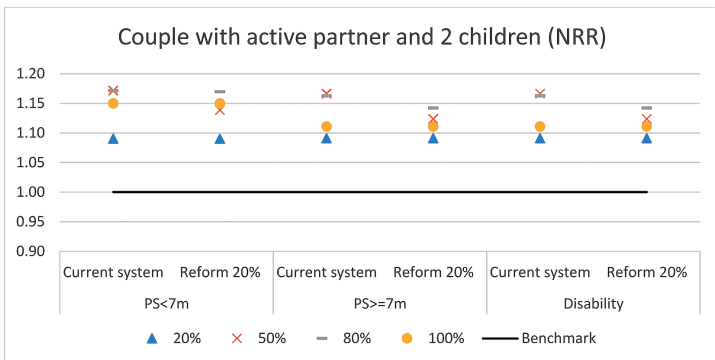 Couple with active partner and 2 children (NRR)
1.20
1.15
1.10
1.05
1.00
0.95
0.90
Current system Reform 20% Current system Reform 20% Current system Reform 20%
PS<7m PS>=7m Disability
20% 50% 80% 100% Benchmark